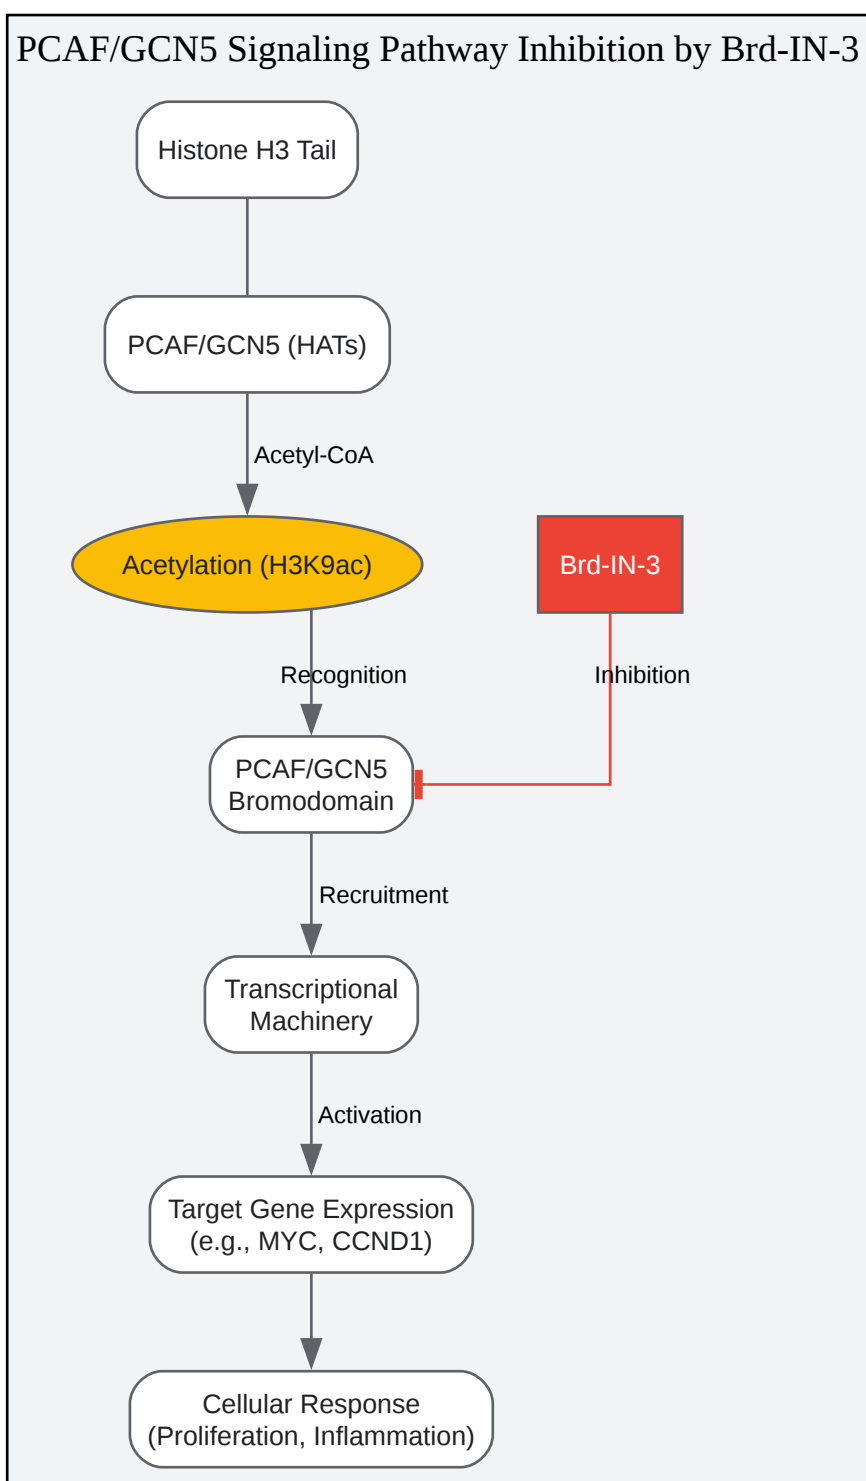 PCAF/GCN5 Signaling Pathway Inhibition by Brd-IN-3
Histone H3 Tail
PCAF/GCN5 (HATs)
Acetyl-CoA
Acetylation (H3K9ac)
Brd-IN-3
Recognition
Inhibition
PCAF/GCN5
Bromodomain
Recruitment
Transcriptional
Machinery
Activation
Target Gene Expression
(e.g., MYC, CCND1)
Cellular Response
(Proliferation, Inflammation)